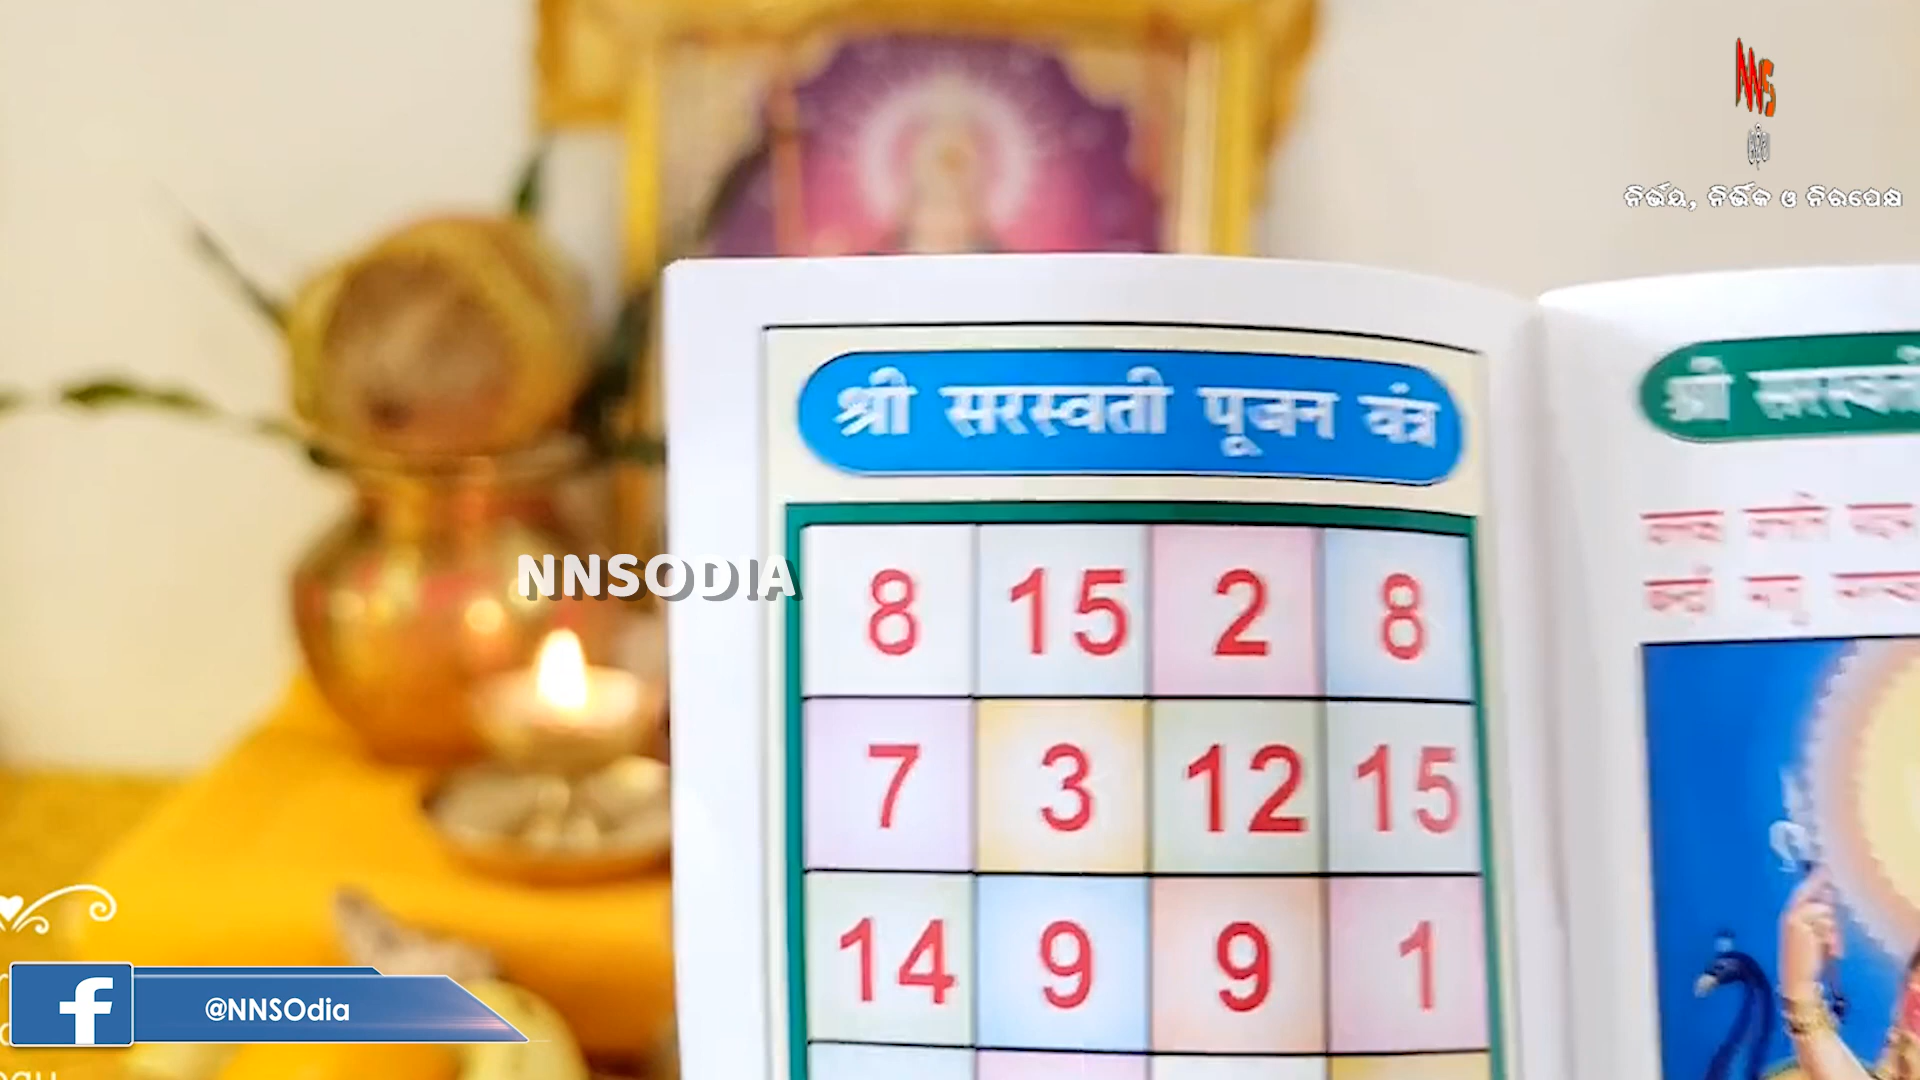 NNS
ନିର୍ଭୟ, ନିର୍ଭିକ ଓ ନିରପେକ୍ଷ
श्री सरस्वती पूजन यंत्र
श्री
8 15 2 8
7 3 12 15
14 9 9 1
NNSODIA
@NNSOdia